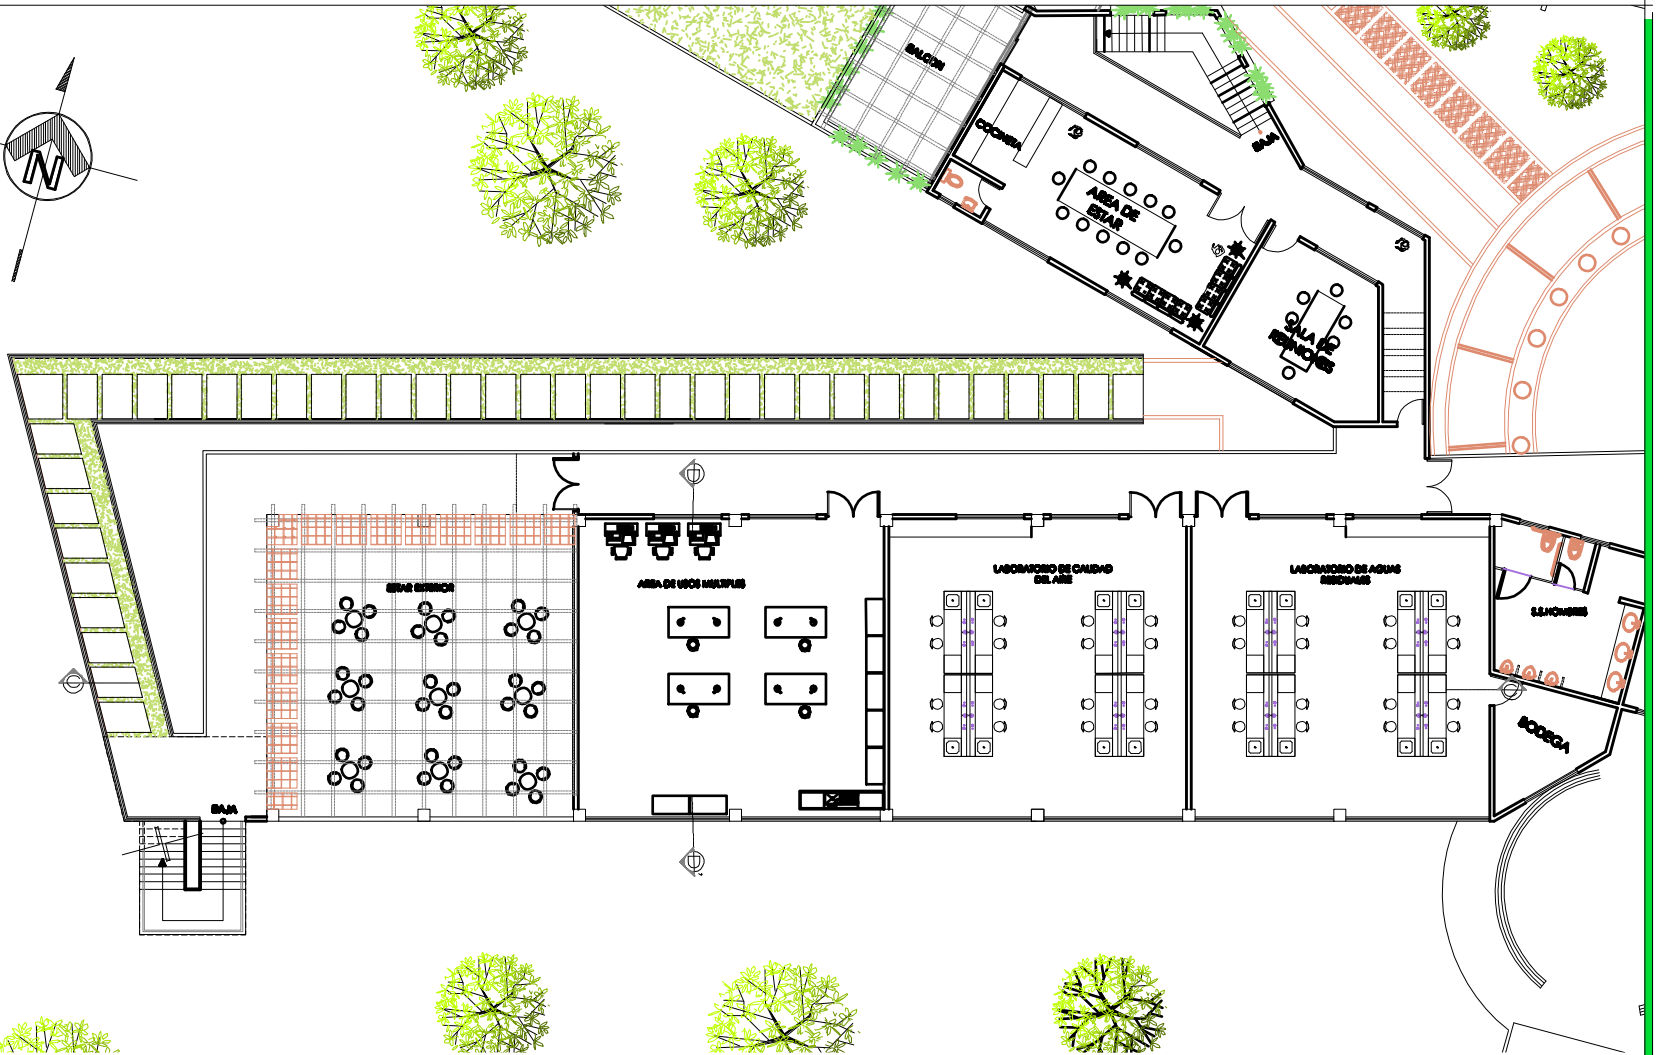 BALCON
COCINETA
BAJA
AREA DE
ESTAR
SALA DE
REUNIONES
N
ESTAR EXTERIOR
AREA DE USOS MULTIPLES
LABORATORIO DE CALIDAD
DEL AIRE
LABORATORIO DE AGUAS
RESIDUALES
S.S.HOMBRES
BODEGA
BAJA